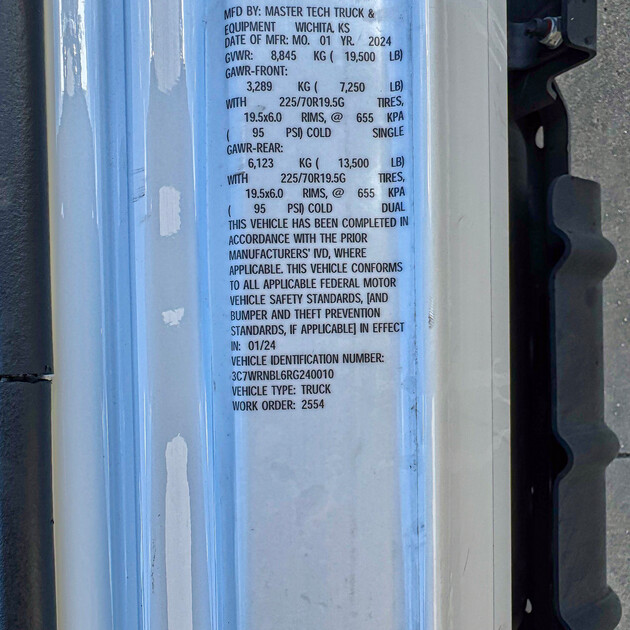 MFD BY: MASTER TECH TRUCK &
EQUIPMENT WICHITA, KS
DATE OF MFR: MO. 01 YR. 2024
GVWR: 8,845 KG ( 19,500 LB)
GAWR-FRONT:
3,289 KG ( 7,250 LB)
WITH 225/70R19.5G TIRES,
19.5x6.0 RIMS, @ 655 KPA
( 95 PSI) COLD SINGLE
GAWR-REAR:
6,123 KG ( 13,500 LB)
WITH 225/70R19.5G TIRES,
19.5x6.0 RIMS, @ 655 KPA
( 95 PSI) COLD DUAL
THIS VEHICLE HAS BEEN COMPLETED IN
ACCORDANCE WITH THE PRIOR
MANUFACTURERS' IVD, WHERE
APPLICABLE. THIS VEHICLE CONFORMS
TO ALL APPLICABLE FEDERAL MOTOR
VEHICLE SAFETY STANDARDS, [AND
BUMPER AND THEFT PREVENTION
STANDARDS, IF APPLICABLE] IN EFFECT
IN: 01/24
VEHICLE IDENTIFICATION NUMBER:
3C7WRNBL6RG240010
VEHICLE TYPE: TRUCK
WORK ORDER: 2554